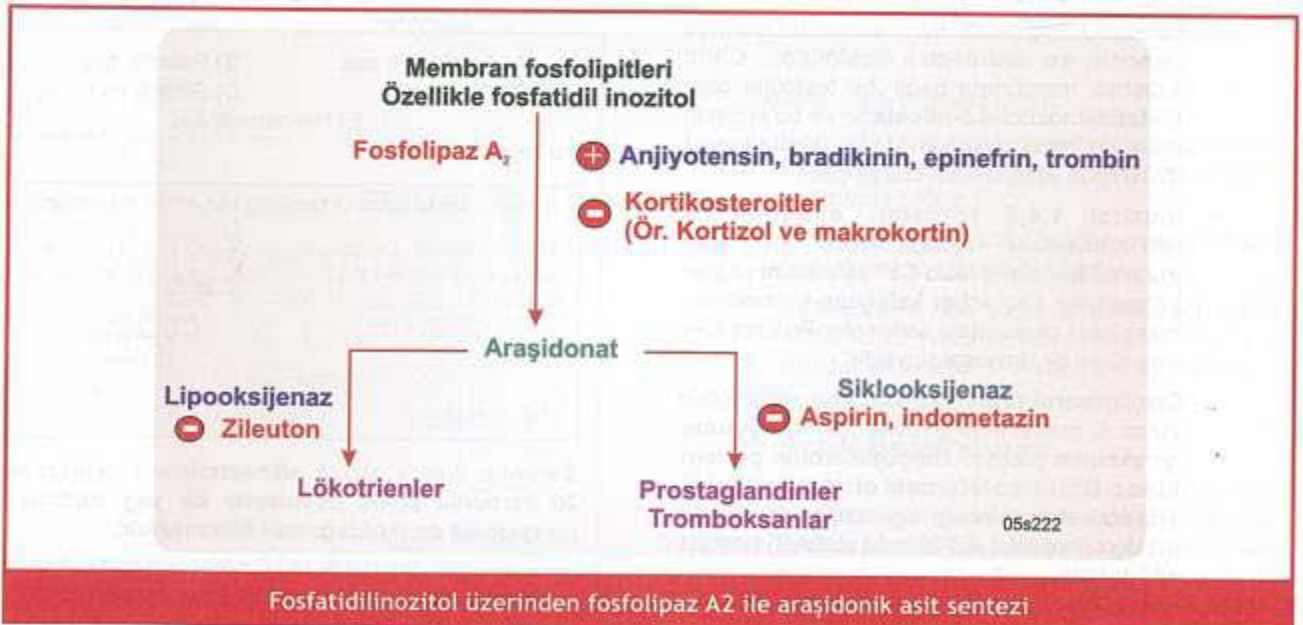 Membran fosfolipitleri
Özellikle fosfatidil inozitol
Fosfolipaz A₂
+ Anjiyotensin, bradikinin, epinefrin, trombin
- Kortikosteroitler
(Ör. Kortizol ve makrokortin)
Araşidonat
Lipooksijenaz
- Zileuton
Siklooksijenaz
- Aspirin, indometazin
Lökotrienler
Prostaglandinler
Tromboksanlar
05s222
Fosfatidilinozitol üzerinden fosfolipaz A2 ile araşidonik asit sentezi